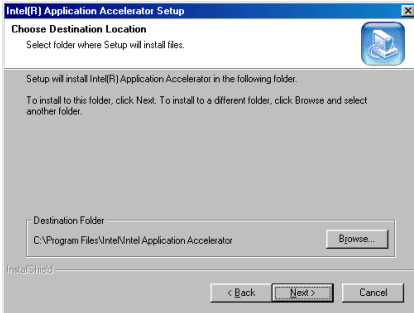 Intel(R) Application Accelerator Setup
Choose Destination Location
Select folder where Setup will install files.
Setup will install Intel(R) Application Accelerator in the following folder.
To install to this folder, click Next. To install to a different folder, click Browse and select
another folder.
Destination Folder
C:\Program Files\Intel\Intel Application Accelerator
Browse...
InstallShield
< Back
Next >
Cancel